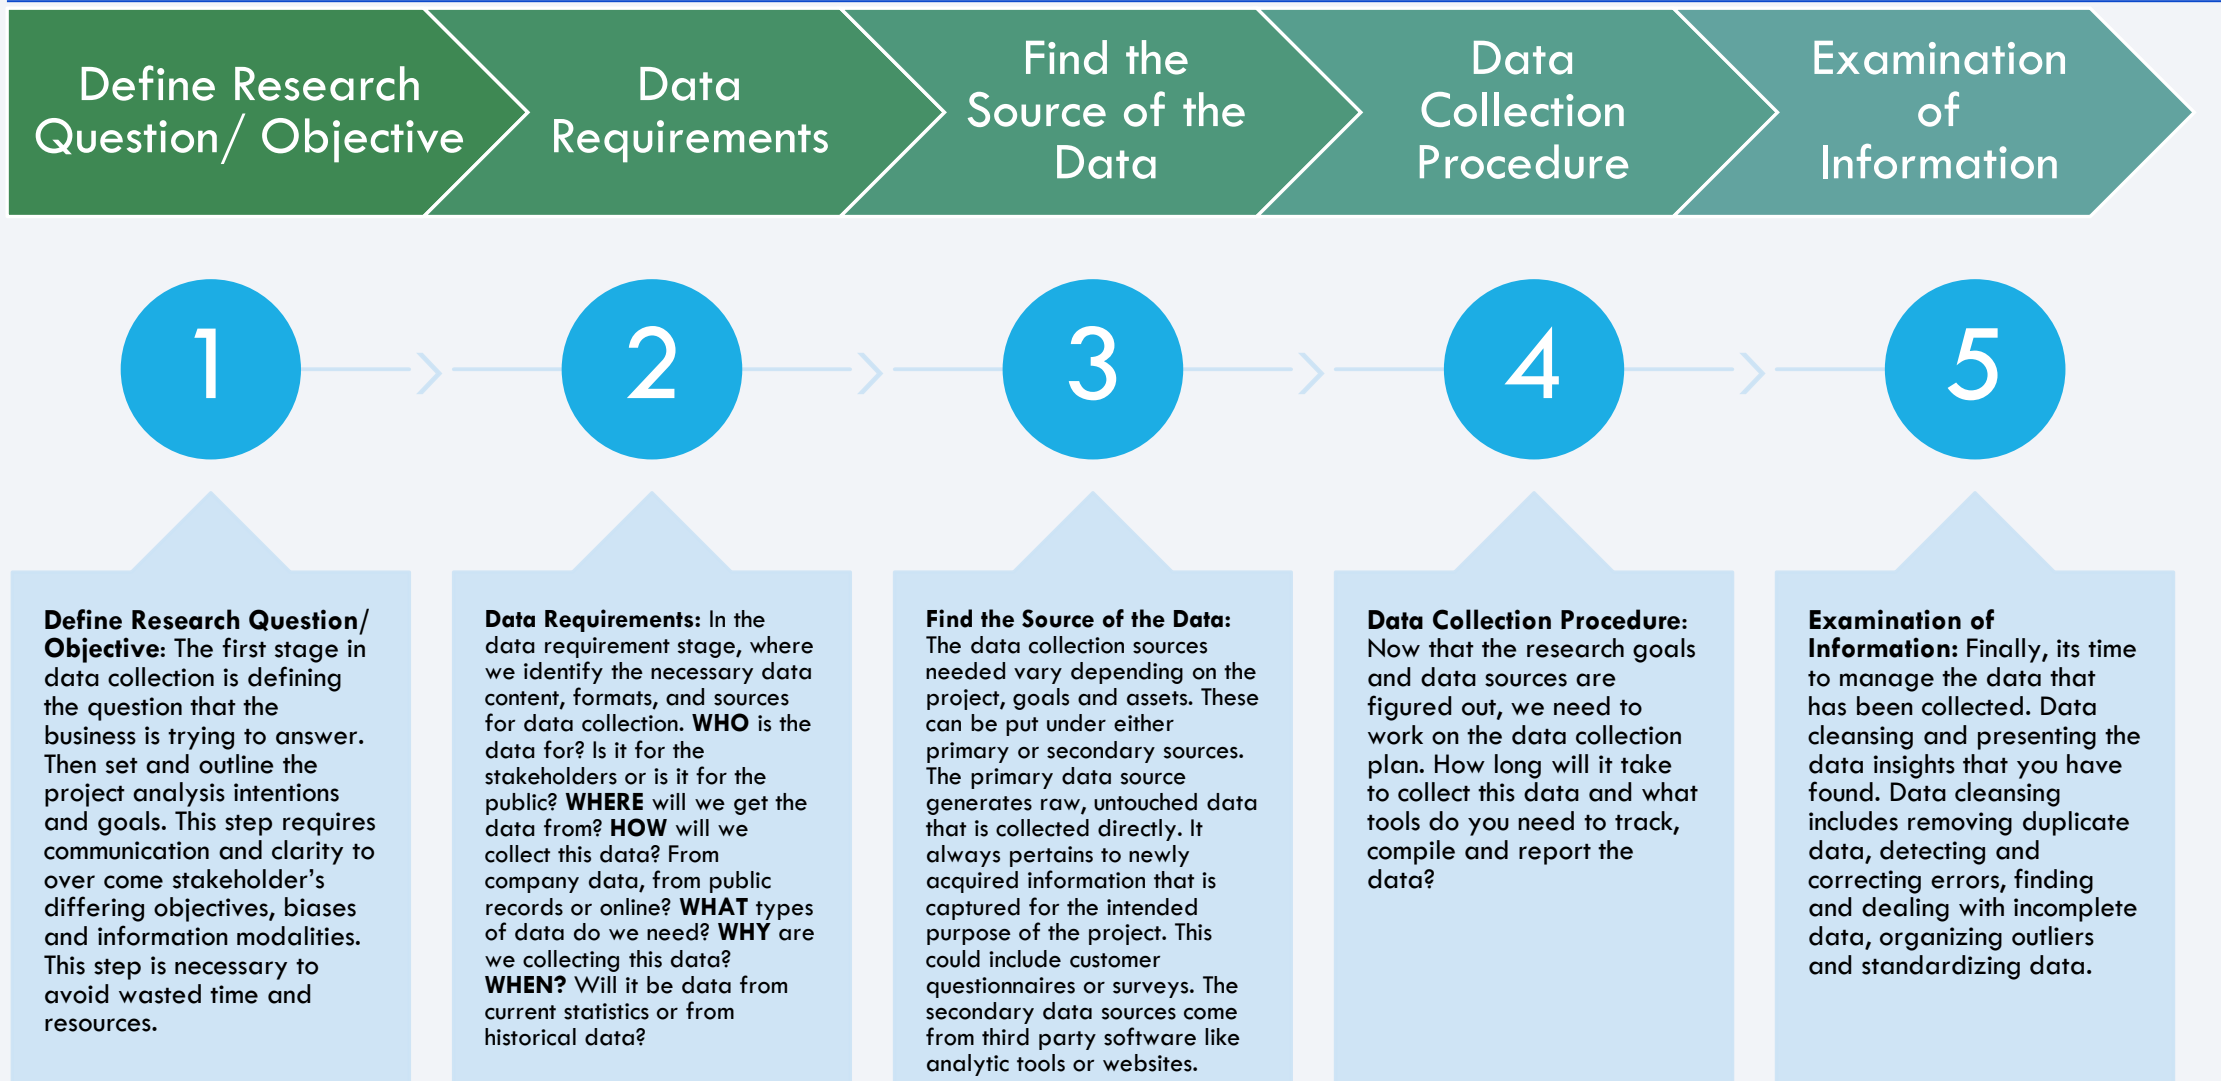 Define Research
Question/ Objective
Data
Requirements
Find the
Source of the
Data
Data
Collection
Procedure
Examination
of
Information
1
2
3
4
5
Define Research Question/
Objective: The first stage in
data collection is defining
the question that the
business is trying to answer.
Then set and outline the
project analysis intentions
and goals. This step requires
communication and clarity to
over come stakeholder’s
differing objectives, biases
and information modalities.
This step is necessary to
avoid wasted time and
resources.
Data Requirements: In the
data requirement stage, where
we identify the necessary data
content, formats, and sources
for data collection. WHO is the
data for? Is it for the
stakeholders or is it for the
public? WHERE will we get the
data from? HOW will we
collect this data? From
company data, from public
records or online? WHAT types
of data do we need? WHY are
we collecting this data?
WHEN? Will it be data from
current statistics or from
historical data?
Find the Source of the Data:
The data collection sources
needed vary depending on the
project, goals and assets. These
can be put under either
primary or secondary sources.
The primary data source
generates raw, untouched data
that is collected directly. It
always pertains to newly
acquired information that is
captured for the intended
purpose of the project. This
could include customer
questionnaires or surveys. The
secondary data sources come
from third party software like
analytic tools or websites.
Data Collection Procedure:
Now that the research goals
and data sources are
figured out, we need to
work on the data collection
plan. How long will it take
to collect this data and what
tools do you need to track,
compile and report the
data?
Examination of
Information: Finally, its time
to manage the data that
has been collected. Data
cleansing and presenting the
data insights that you have
found. Data cleansing
includes removing duplicate
data, detecting and
correcting errors, finding
and dealing with incomplete
data, organizing outliers
and standardizing data.